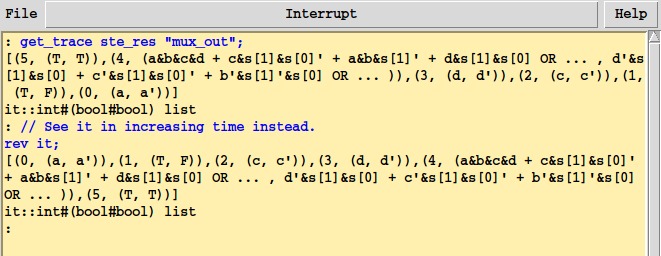 File Interrupt Help
: get_trace ste_res "mux_out";
[(5, (T, T)),(4, (a&b&c&d + c&s[1]&s[0]' + a&b&s[1]' + d&s[1]&s[0] OR ... , d'&s
[1]&s[0] + c'&s[1]&s[0]' + b'&s[1]'&s[0] OR ... )),(3, (d, d')),(2, (c, c')),(1,
(T, F)),(0, (a, a'))]
it::int#(bool#bool) list
: // See it in increasing time instead.
rev it;
[(0, (a, a')),(1, (T, F)),(2, (c, c')),(3, (d, d')),(4, (a&b&c&d + c&s[1]&s[0]'
+ a&b&s[1]' + d&s[1]&s[0] OR ... , d'&s[1]&s[0] + c'&s[1]&s[0]' + b'&s[1]'&s[0]
OR ... )),(5, (T, T))]
it::int#(bool#bool) list
: